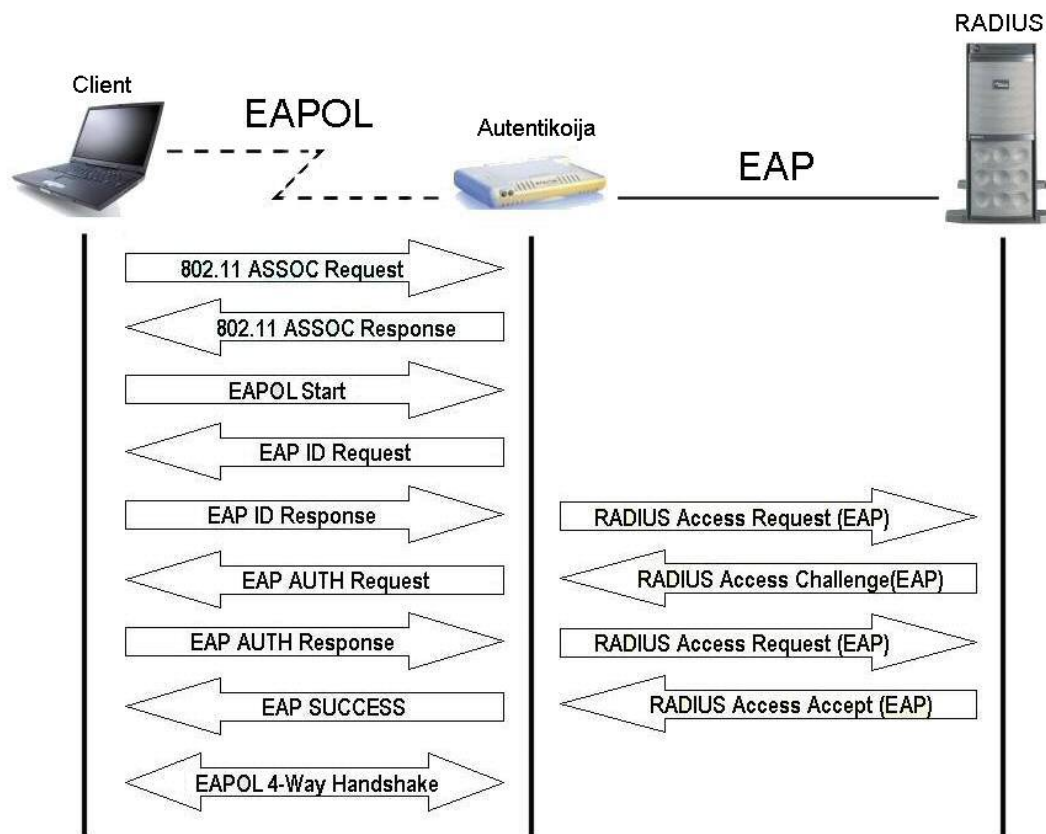 RADIUS
Client
EAPOL
Autentikoija
EAP
802.11 ASSOC Request
802.11 ASSOC Response
EAPOL Start
EAP ID Request
EAP ID Response
RADIUS Access Request (EAP)
EAP AUTH Request
RADIUS Access Challenge(EAP)
EAP AUTH Response
RADIUS Access Request (EAP)
EAP SUCCESS
RADIUS Access Accept (EAP)
EAPOL 4-Way Handshake